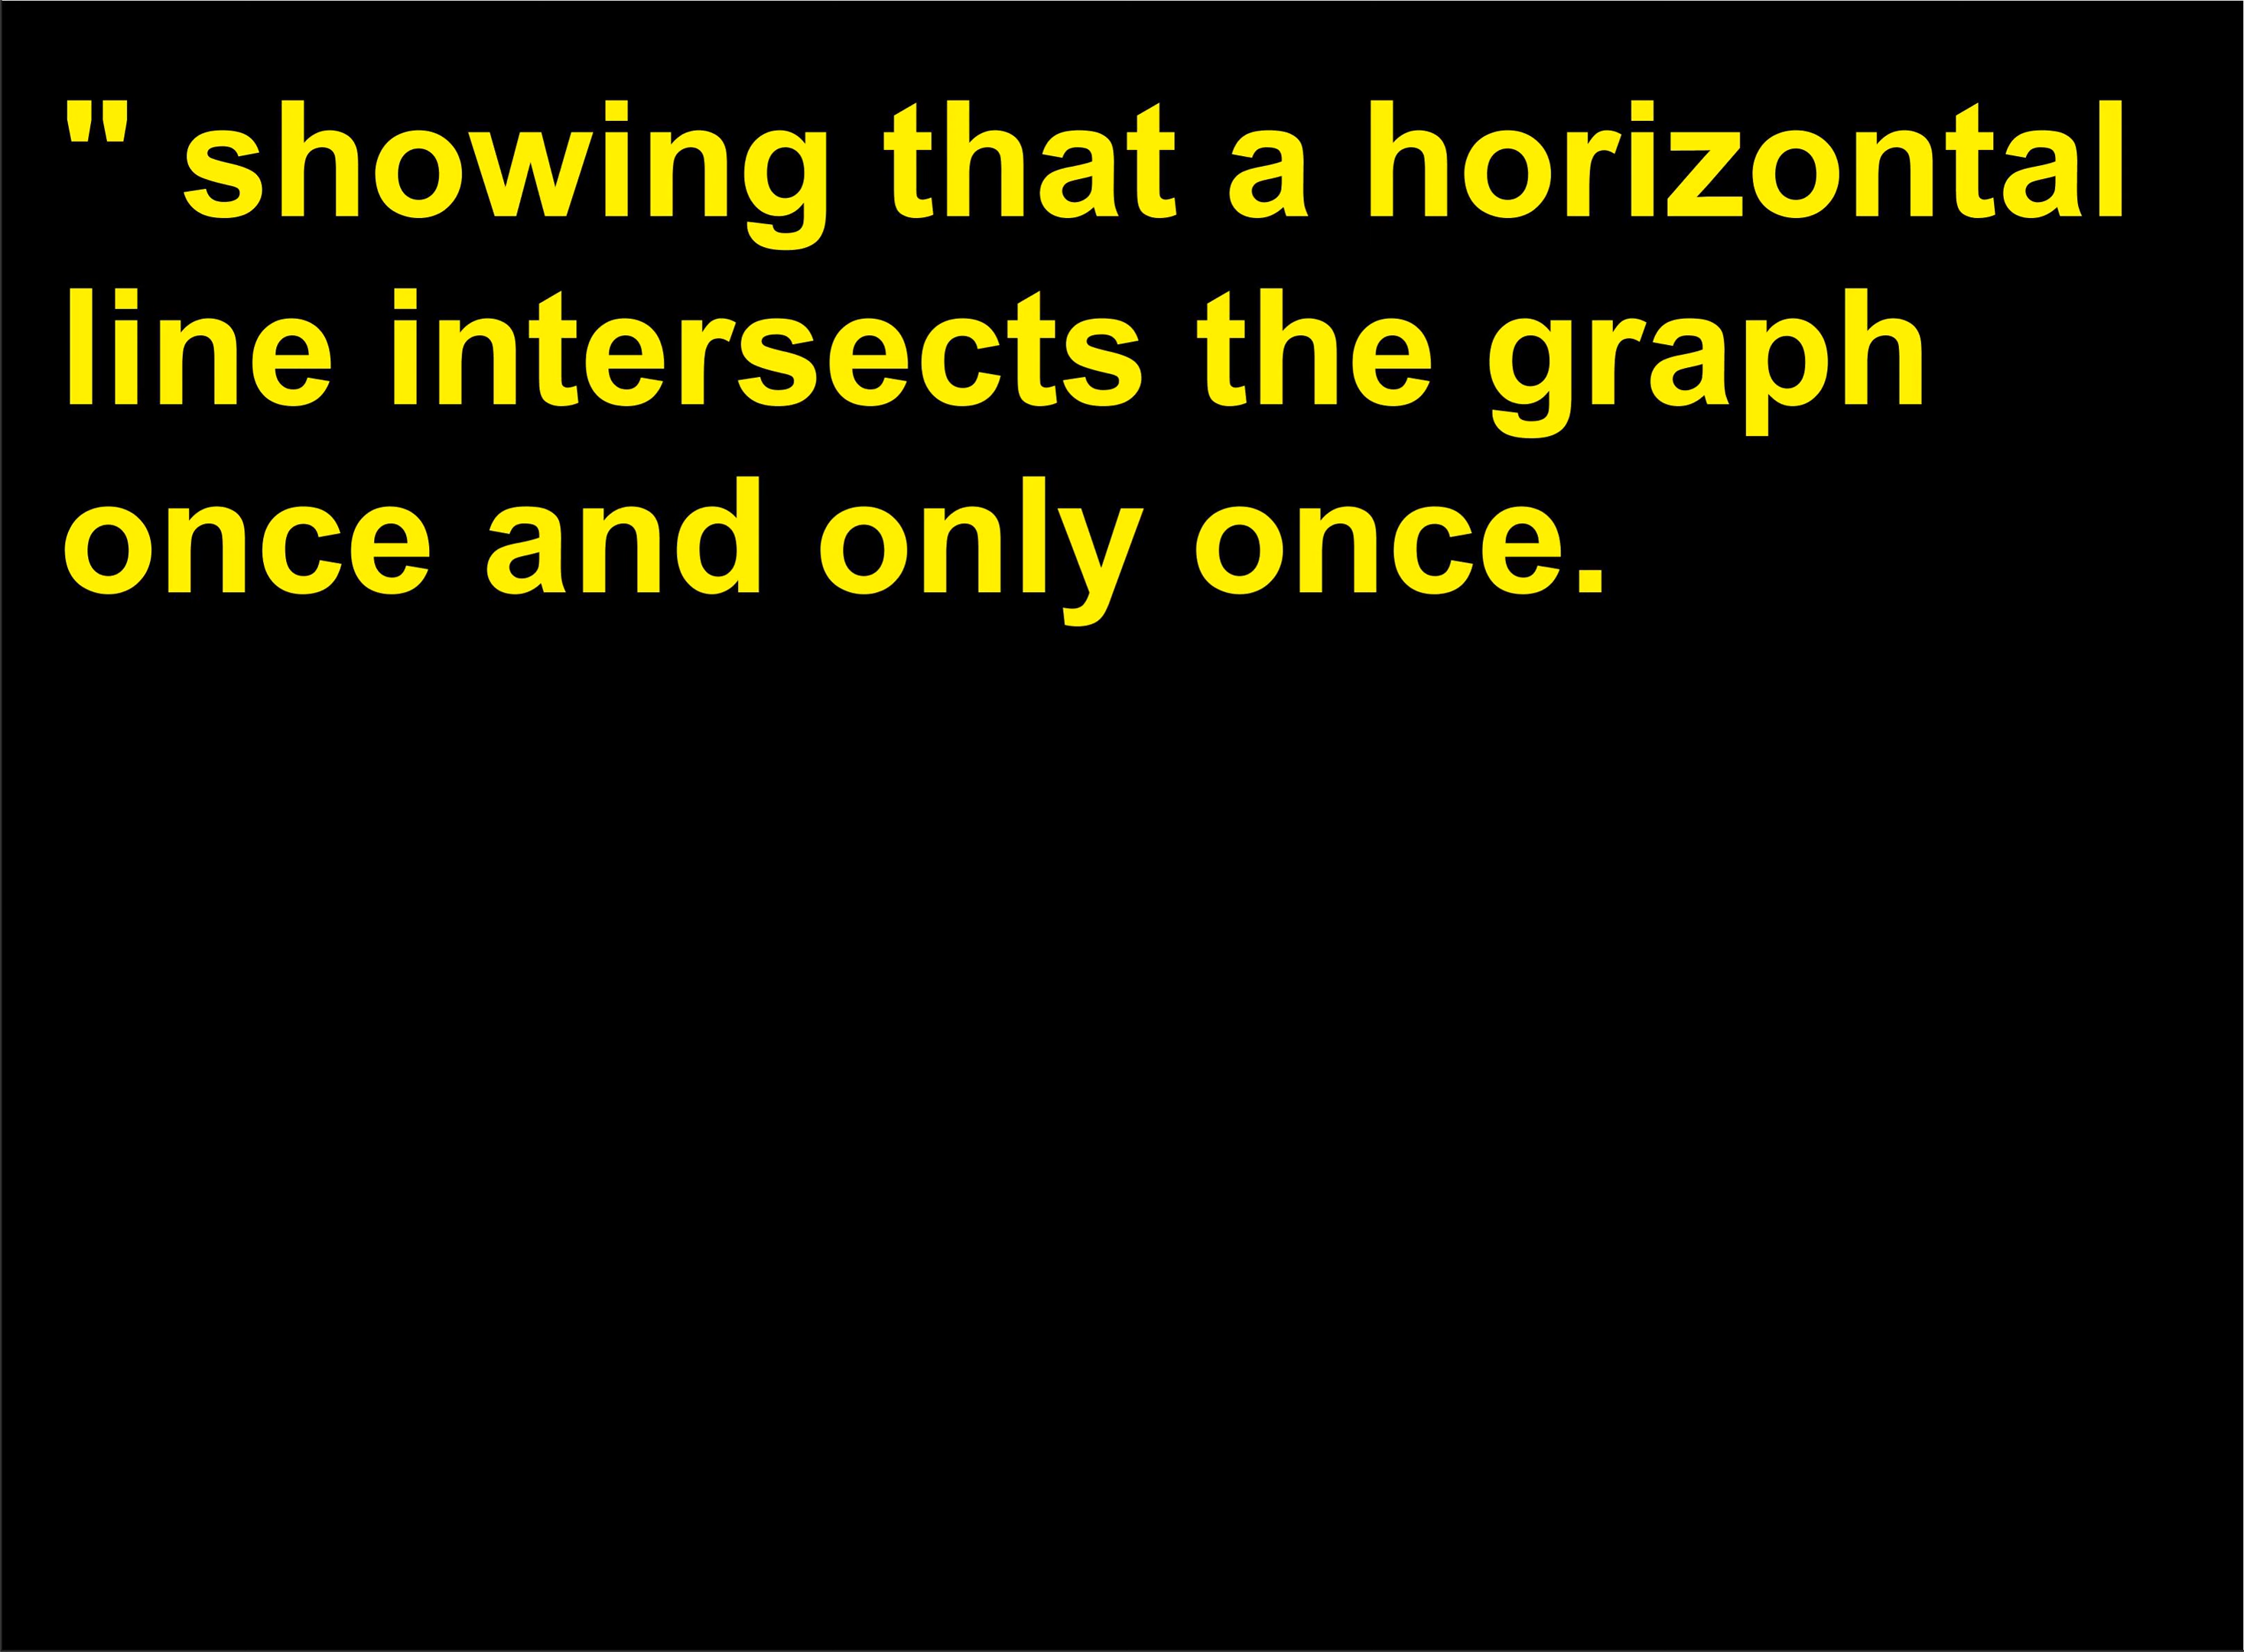 " showing that a horizontal
line intersects the graph
once and only once.